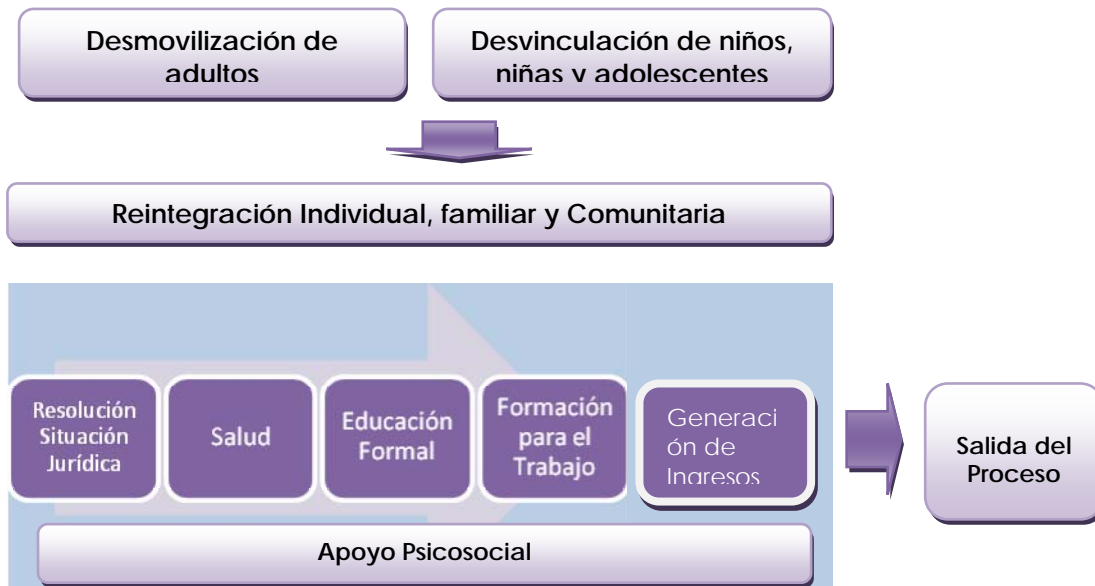 Desmovilización de
adultos
Desvinculación de niños,
niñas y adolescentes
Reintegración Individual, familiar y Comunitaria
Resolución
Situación
Jurídica
Salud
Educación
Formal
Formación
para el
Trabajo
Generaci
ón de
Ingresos
Apoyo Psicosocial
Salida del
Proceso